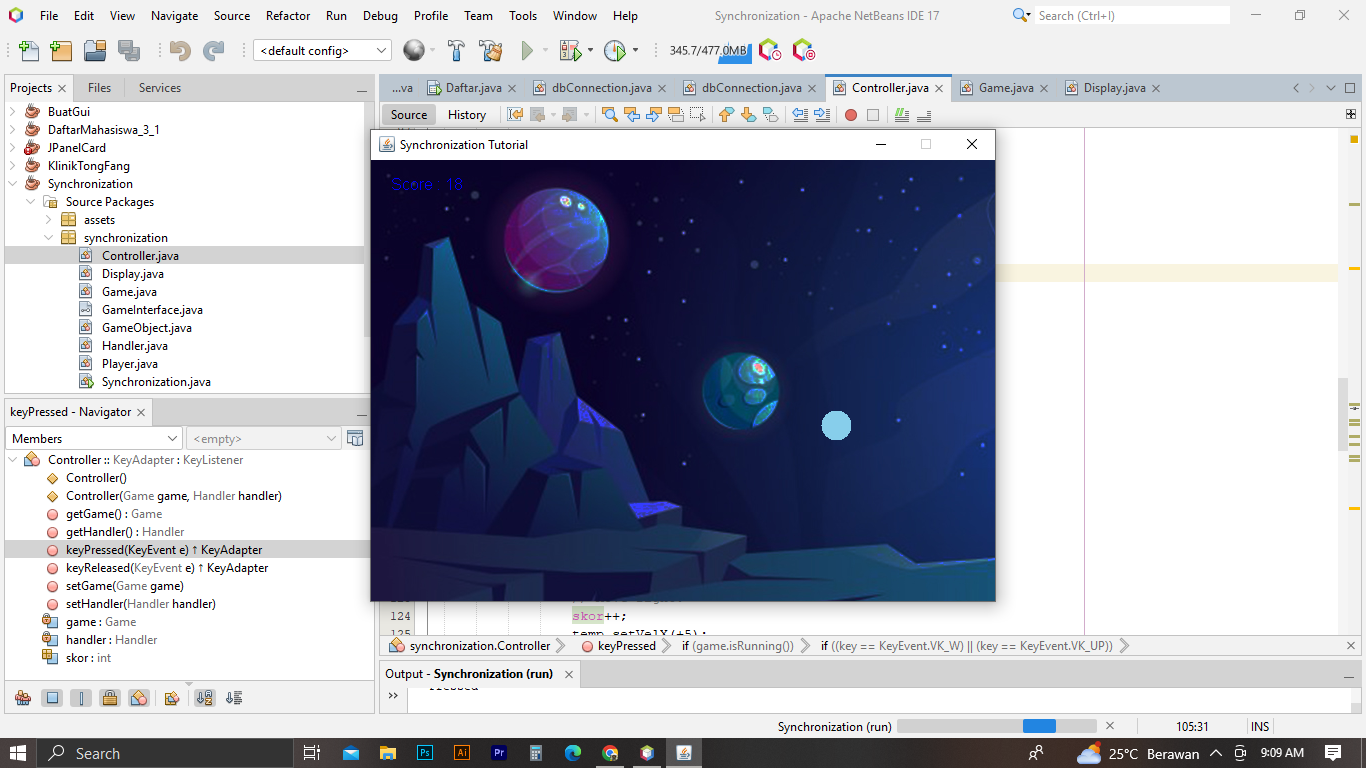 File Edit View Navigate Source Refactor Run Debug Profile Team Tools Window Help
Synchronization - Apache NetBeans IDE 17
Search (Ctrl+I)
<default config>
345.7/477.0MB
Projects Files Services
BuatGui
DaftarMahasiswa_3_1
JPanelCard
KlinikTongFang
Synchronization
Source Packages
assets
synchronization
Controller.java
Display.java
Game.java
GameInterface.java
GameObject.java
Handler.java
Player.java
Synchronization.java
keyPressed - Navigator
Members
<empty>
Controller :: KeyAdapter : KeyListener
Controller()
Controller(Game game, Handler handler)
getGame() : Game
getHandler() : Handler
keyPressed(KeyEvent e) ↑ KeyAdapter
keyReleased(KeyEvent e) ↑ KeyAdapter
setGame(Game game)
setHandler(Handler handler)
game : Game
handler : Handler
skor : int
...va Daftar.java dbConnection.java dbConnection.java Controller.java Game.java Display.java
Source History
Synchronization Tutorial
Score : 18
124 skor++;
125 temp.setVelX(+5);
synchronization.Controller keyPressed if (game.isRunning()) if ((key == KeyEvent.VK_W) || (key == KeyEvent.VK_UP))
Output - Synchronization (run)
Synchronization (run)
105:31 INS
Search
25°C Berawan
9:09 AM